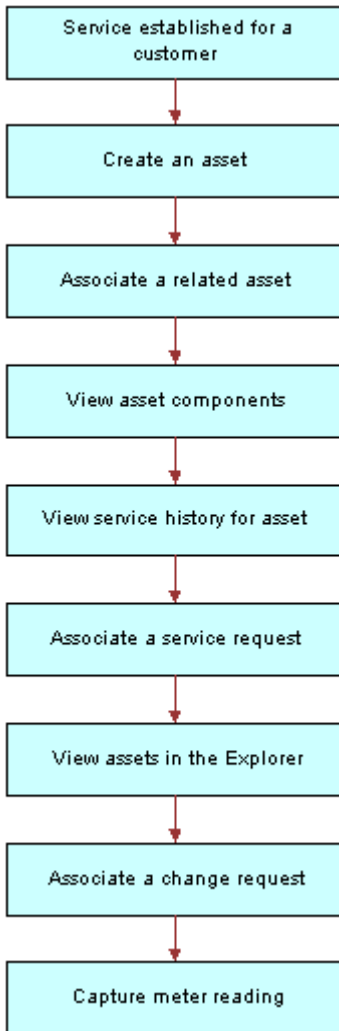 Service established for a
customer
Create an asset
Associate a related asset
View asset components
View service history for asset
Associate a service request
View assets in the Explorer
Associate a change request
Capture meter reading